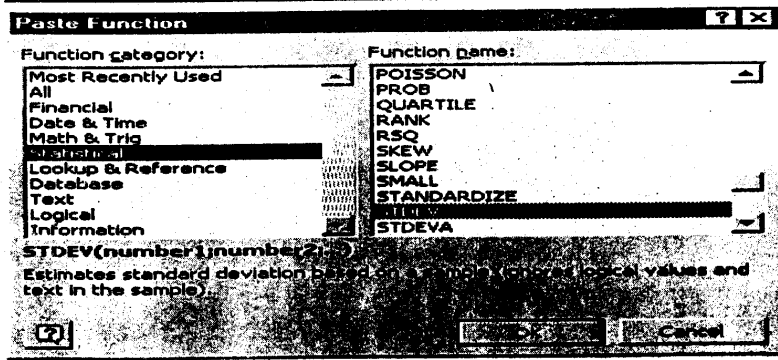 Paste Function
? ×
Function category:
Most Recently Used
All
Financial
Date & Time
Math & Trig
Statistical
Lookup & Reference
Database
Text
Logical
Information
Function name:
POISSON
PROB
QUARTILE
RANK
RSQ
SKEW
SLOPE
SMALL
STANDARDIZE
STDEV
STDEVA
STDEV(number1;number2;...)
Estimates standard deviation based on a sample (ignores logical values and
text in the sample).
?
OK
Cancel